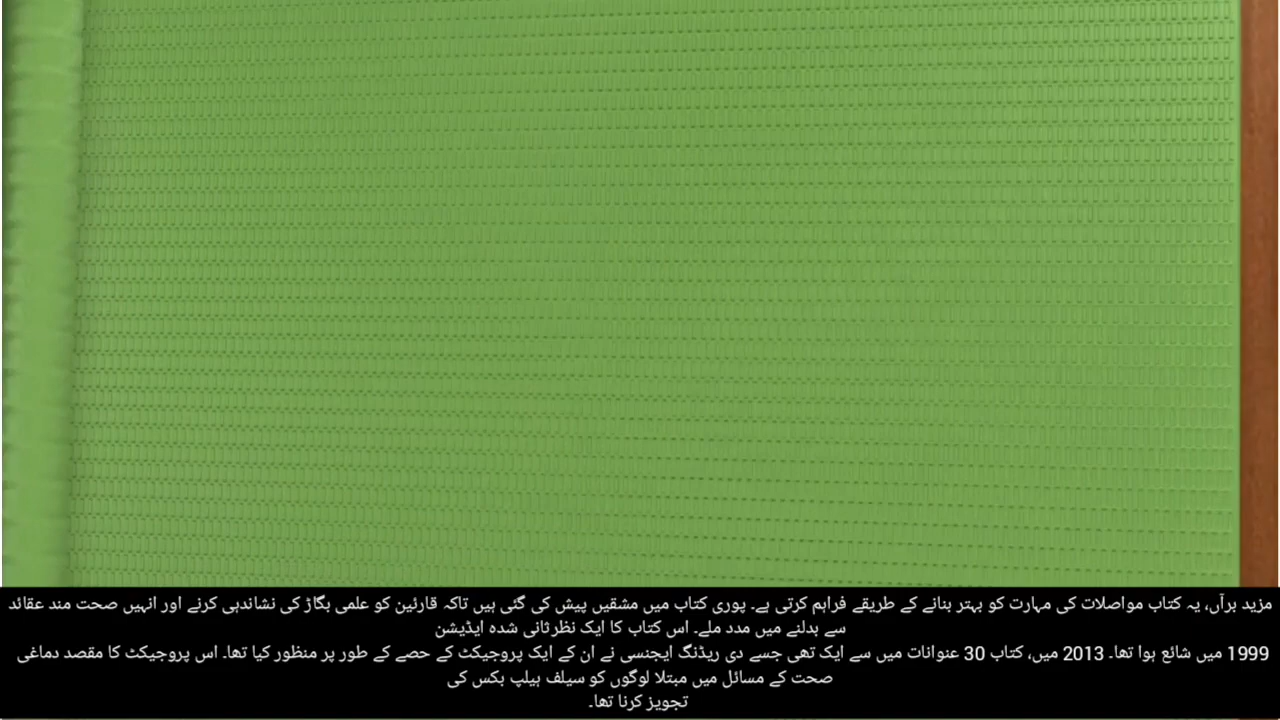 مزید برآں، یہ کتاب مواصلات کی مہارت کو بہتر بنانے کے طریقے فراہم کرتی ہے۔ پوری کتاب میں مشقیں پیش کی گئی ہیں تاکہ قارئین کو علمی بگاڑ کی نشاندہی کرنے اور انہیں صحت مند عقائد
سے بدلنے میں مدد ملے۔ اس کتاب کا ایک نظرثانی شدہ ایڈیشن
1999 میں شائع ہوا تھا۔ 2013 میں، کتاب 30 عنوانات میں سے ایک تھی جسے دی ریڈنگ ایجنسی نے ان کے ایک پروجیکٹ کے حصے کے طور پر منظور کیا تھا۔ اس پروجیکٹ کا مقصد دماغی
صحت کے مسائل میں مبتلا لوگوں کو سیلف ہیلپ بکس کی
تجویز کرنا تھا۔